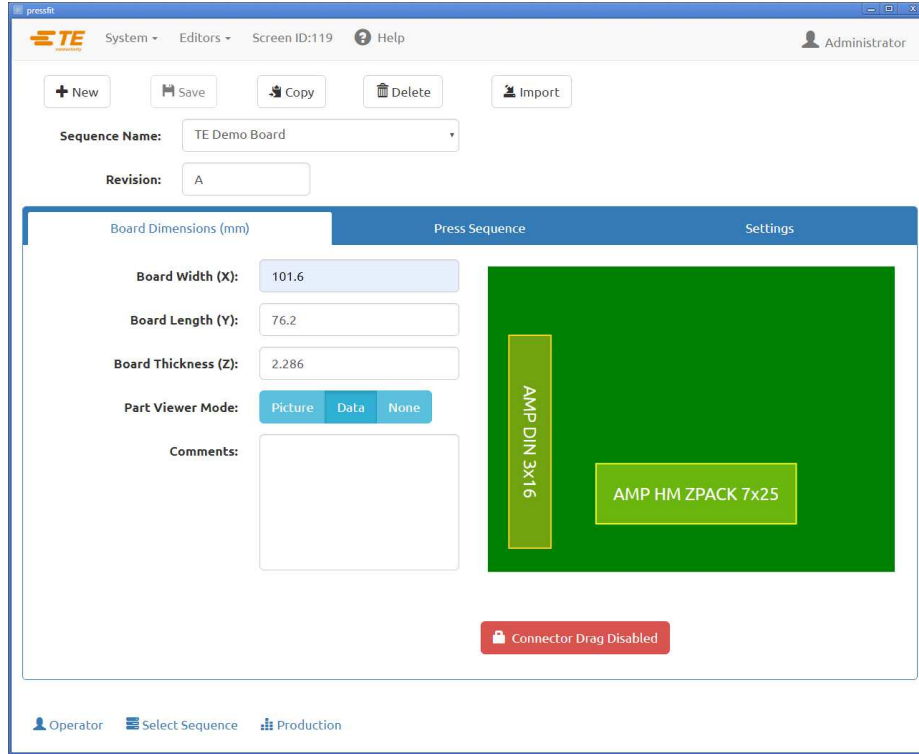 pressfit
TE connectivity System Editors Screen ID:119 ? Help Administrator
New Save Copy Delete Import
Sequence Name: TE Demo Board
Revision: A
Board Dimensions (mm) Press Sequence Settings
Board Width (X): 101.6
Board Length (Y): 76.2
Board Thickness (Z): 2.286
Part Viewer Mode: Picture Data None
Comments:
AMP DIN 3x16
AMP HM ZPACK 7x25
Connector Drag Disabled
Operator Select Sequence Production